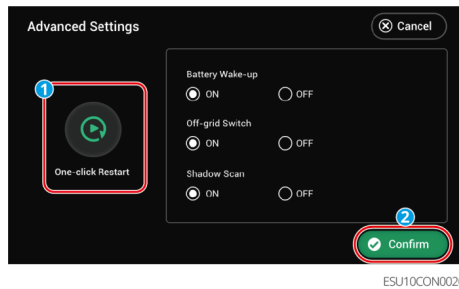 Advanced Settings
Cancel
1
One-click Restart
Battery Wake-up
ON OFF
Off-grid Switch
ON OFF
Shadow Scan
ON OFF
2
Confirm